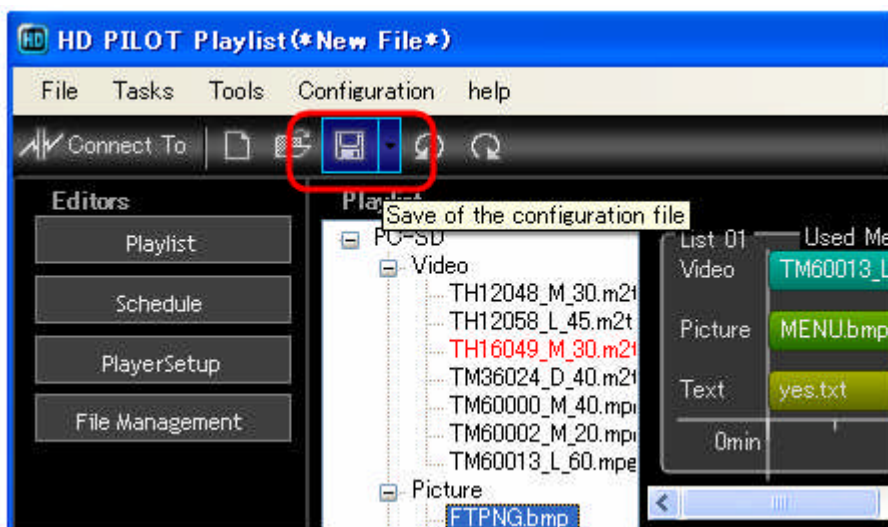 HD PILOT Playlist(*New File*)
File Tasks Tools Configuration help
Connect To
Editors
Playlist
Schedule
PlayerSetup
File Management
Save of the configuration file
PC-SD
Video
TH12048_M_30.m2t
TH12058_L_45.m2t
TH16049_M_30.m2t
TM36024_D_40.m2t
TM60000_M_40.mp
TM60002_M_20.mp
TM60013_L_60.mpe
Picture
FTPNG.bmp
List 01 Used Me
Video TM60013_L
Picture MENU.bmp
Text yes.txt
0min